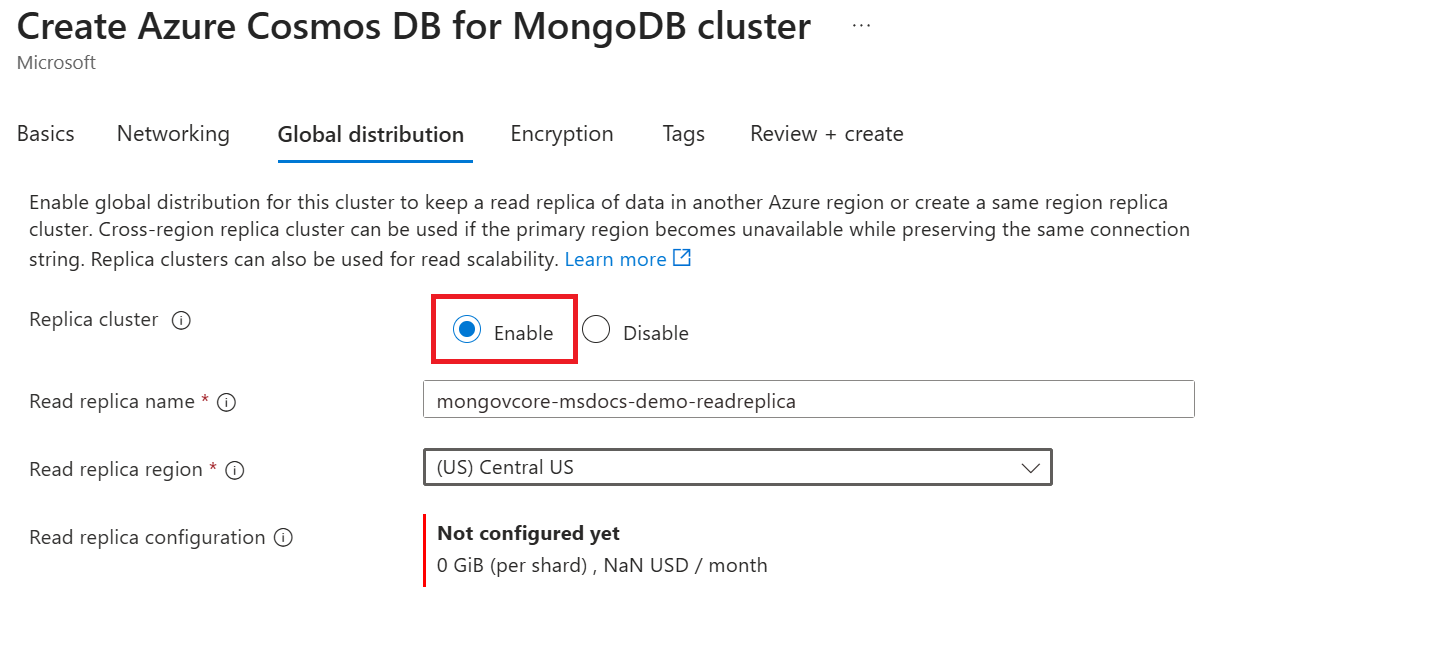 Create Azure Cosmos DB for MongoDB cluster ...
Microsoft
Basics Networking Global distribution Encryption Tags Review + create
Enable global distribution for this cluster to keep a read replica of data in another Azure region or create a same region replica
cluster. Cross-region replica cluster can be used if the primary region becomes unavailable while preserving the same connection
string. Replica clusters can also be used for read scalability. Learn more
Replica cluster Enable Disable
Read replica name * mongovcore-msdocs-demo-readreplica
Read replica region * (US) Central US
Read replica configuration Not configured yet
0 GiB (per shard) , NaN USD / month